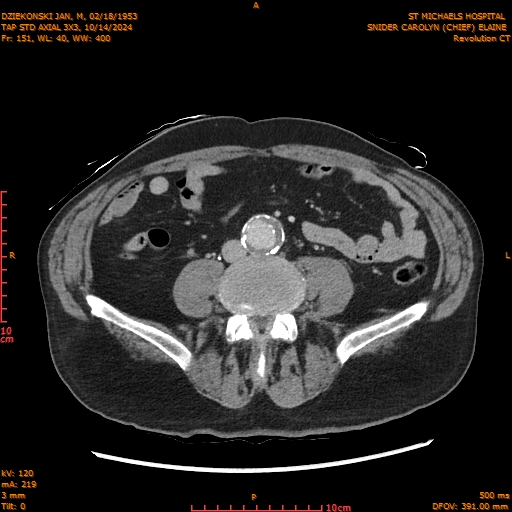 A
DZIEKONSKI JAN, M, 02/18/1953
TAP STD AXIAL 3X3, 10/14/2024
Fr: 151, WL: 40, WW: 400
ST MICHAELS HOSPITAL
SNIDER CAROLYN (CHIEF) ELAINE
Revolution CT
R
L
10
cm
kV: 120
mA: 219
3 mm
Tilt: 0
P
10cm
500 ms
DFOV: 391.00 mm